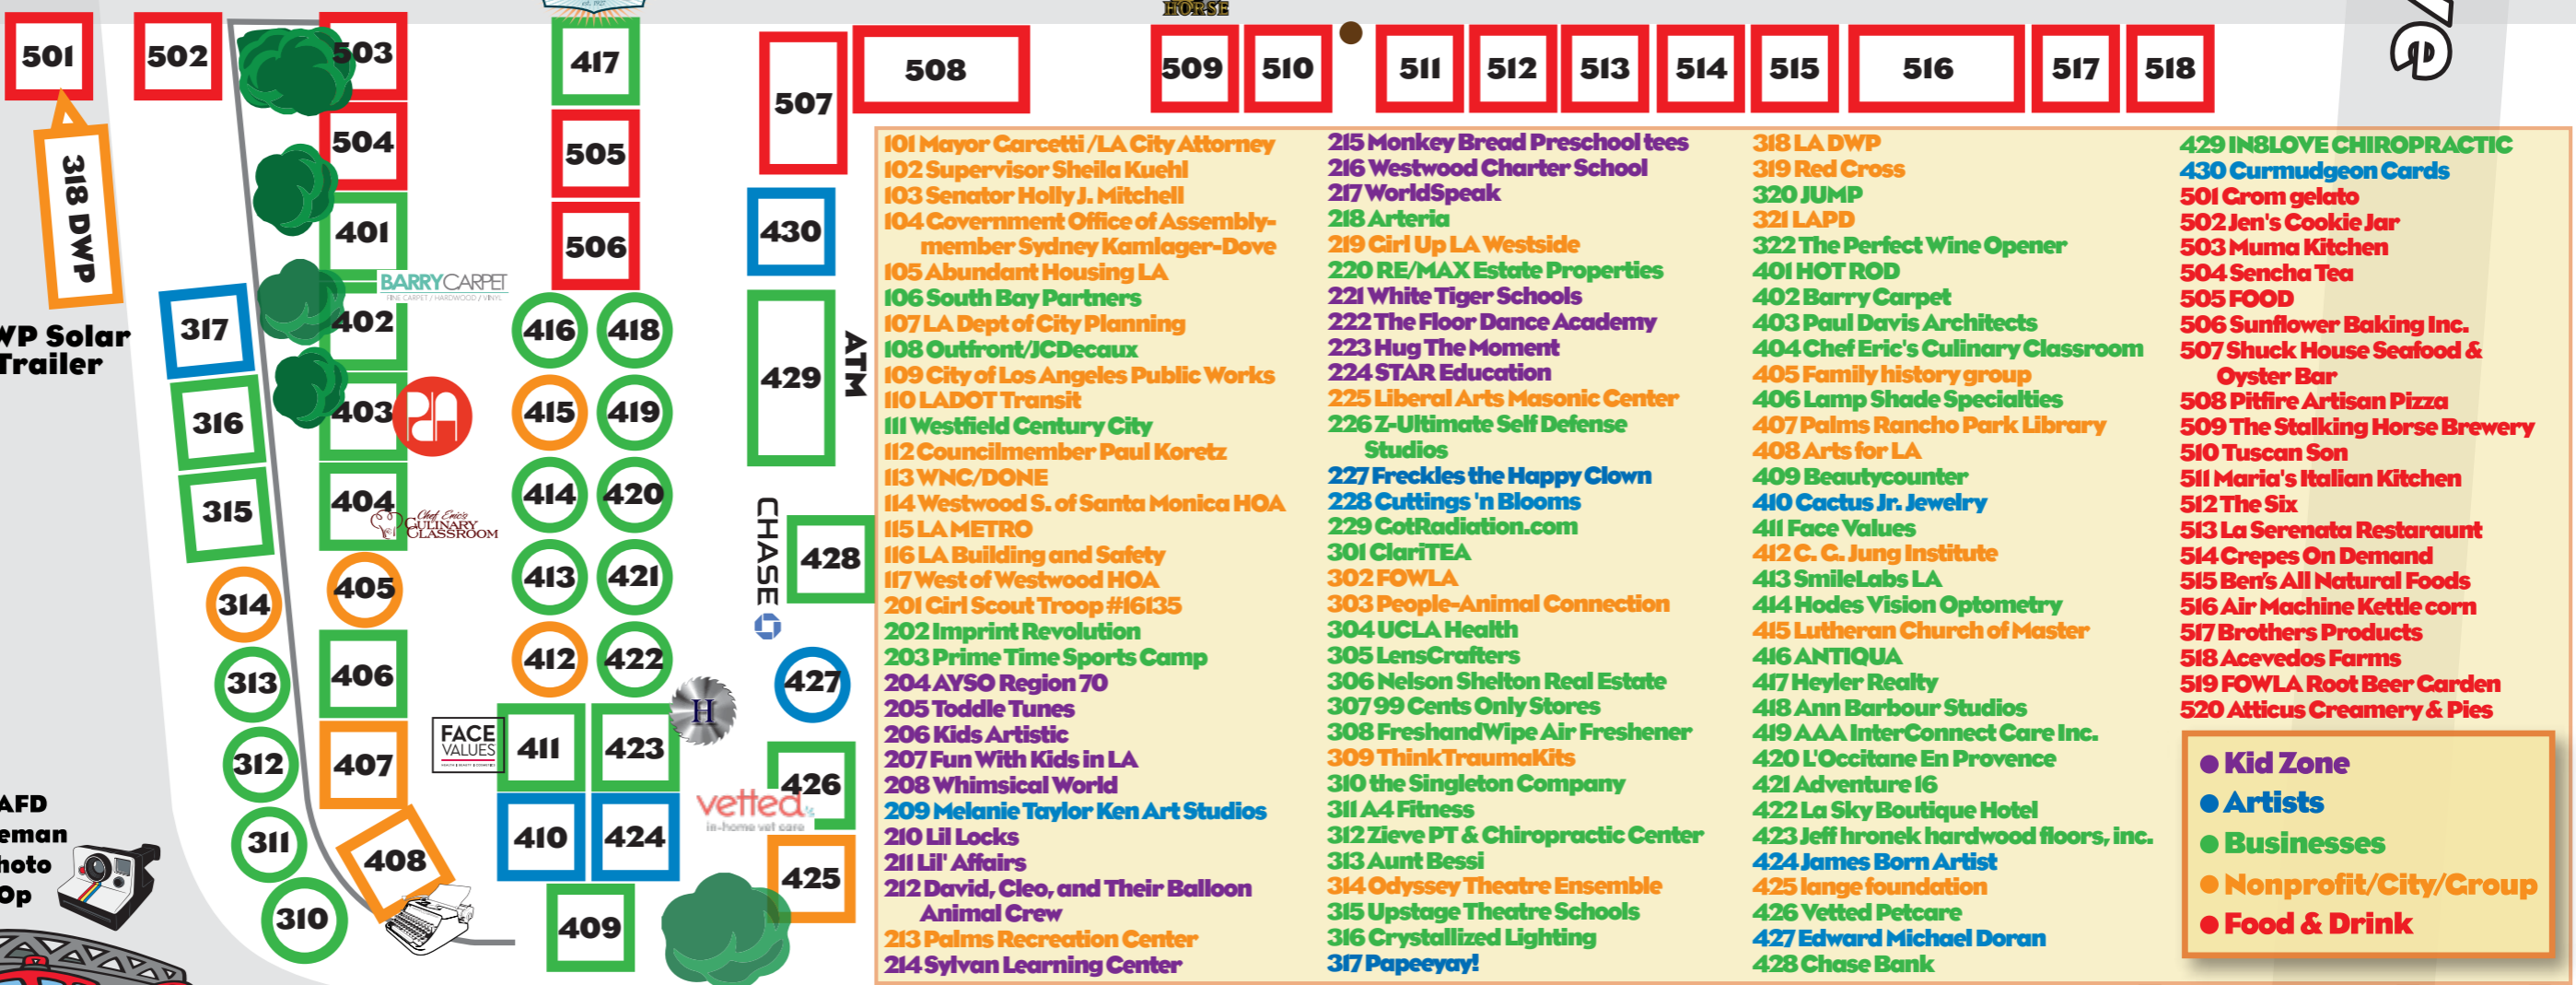 HORSE
501
502
503
417
507
508
509
510
511
512
513
514
515
516
517
518
504
505
318 DWP
401
506
430
BARRYCARPET
FINE CARPET / HARDWOOD / VINYL
317
402
416
418
WP Solar
Trailer
ATM
429
316
403
415
419
315
404
Chef Eric's
CULINARY
CLASSROOM
414
420
CHASE
428
314
405
413
421
313
406
412
422
427
H
312
407
FACE
VALUES
411
423
426
vetted
in-home vet care
311
408
410
424
425
310
409
AFD
eman
hoto
Op
101 Mayor Garcetti /LA City Attorney
102 Supervisor Sheila Kuehl
103 Senator Holly J. Mitchell
104 Government Office of Assembly-
member Sydney Kamlager-Dove
105 Abundant Housing LA
106 South Bay Partners
107 LA Dept of City Planning
108 Outfront/JCDecaux
109 City of Los Angeles Public Works
110 LADOT Transit
111 Westfield Century City
112 Councilmember Paul Koretz
113 WNC/DONE
114 Westwood S. of Santa Monica HOA
115 LA METRO
116 LA Building and Safety
117 West of Westwood HOA
201 Girl Scout Troop #16135
202 Imprint Revolution
203 Prime Time Sports Camp
204 AYSO Region 70
205 Toddle Tunes
206 Kids Artistic
207 Fun With Kids in LA
208 Whimsical World
209 Melanie Taylor Ken Art Studios
210 Lil Locks
211 Lil' Affairs
212 David, Cleo, and Their Balloon
Animal Crew
213 Palms Recreation Center
214 Sylvan Learning Center
215 Monkey Bread Preschool tees
216 Westwood Charter School
217 WorldSpeak
218 Arteria
219 Girl Up LA Westside
220 RE/MAX Estate Properties
221 White Tiger Schools
222 The Floor Dance Academy
223 Hug The Moment
224 STAR Education
225 Liberal Arts Masonic Center
226 Z-Ultimate Self Defense
Studios
227 Freckles the Happy Clown
228 Cuttings 'n Blooms
229 GotRadiation.com
301 ClariTEA
302 FOWLA
303 People-Animal Connection
304 UCLA Health
305 LensCrafters
306 Nelson Shelton Real Estate
307 99 Cents Only Stores
308 FreshandWipe Air Freshener
309 ThinkTraumaKits
310 the Singleton Company
311 A4 Fitness
312 Zieve PT & Chiropractic Center
313 Aunt Bessi
314 Odyssey Theatre Ensemble
315 Upstage Theatre Schools
316 Crystallized Lighting
317 Papeeyay!
318 LA DWP
319 Red Cross
320 JUMP
321 LAPD
322 The Perfect Wine Opener
401 HOT ROD
402 Barry Carpet
403 Paul Davis Architects
404 Chef Eric's Culinary Classroom
405 Family history group
406 Lamp Shade Specialties
407 Palms Rancho Park Library
408 Arts for LA
409 Beautycounter
410 Cactus Jr. Jewelry
411 Face Values
412 C. G. Jung Institute
413 SmileLabs LA
414 Hodes Vision Optometry
415 Lutheran Church of Master
416 ANTIQUA
417 Heyler Realty
418 Ann Barbour Studios
419 AAA InterConnect Care Inc.
420 L'Occitane En Provence
421 Adventure 16
422 La Sky Boutique Hotel
423 Jeff hronek hardwood floors, inc.
424 James Born Artist
425 lange foundation
426 Vetted Petcare
427 Edward Michael Doran
428 Chase Bank
429 IN8LOVE CHIROPRACTIC
430 Curmudgeon Cards
501 Grom gelato
502 Jen's Cookie Jar
503 Muma Kitchen
504 Sencha Tea
505 FOOD
506 Sunflower Baking Inc.
507 Shuck House Seafood &
Oyster Bar
508 Pitfire Artisan Pizza
509 The Stalking Horse Brewery
510 Tuscan Son
511 Maria's Italian Kitchen
512 The Six
513 La Serenata Restaraunt
514 Crepes On Demand
515 Ben's All Natural Foods
516 Air Machine Kettle corn
517 Brothers Products
518 Acevedos Farms
519 FOWLA Root Beer Garden
520 Atticus Creamery & Pies
Kid Zone
Artists
Businesses
Nonprofit/City/Group
Food & Drink